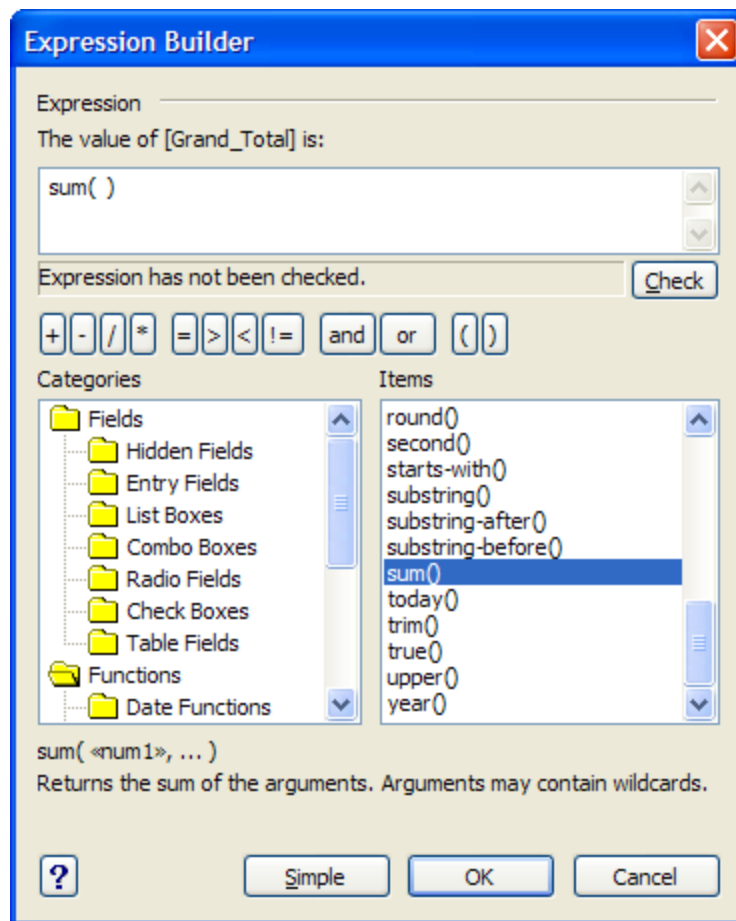 Expression Builder
Expression
The value of [Grand_Total] is:
sum( )
Expression has not been checked.
Check
+ - / * = > < != and or ( )
Categories
Items
Fields
Hidden Fields
Entry Fields
List Boxes
Combo Boxes
Radio Fields
Check Boxes
Table Fields
Functions
Date Functions
round()
second()
starts-with()
substring()
substring-after()
substring-before()
sum()
today()
trim()
true()
upper()
year()
sum( «num1», ... )
Returns the sum of the arguments. Arguments may contain wildcards.
? Simple OK Cancel